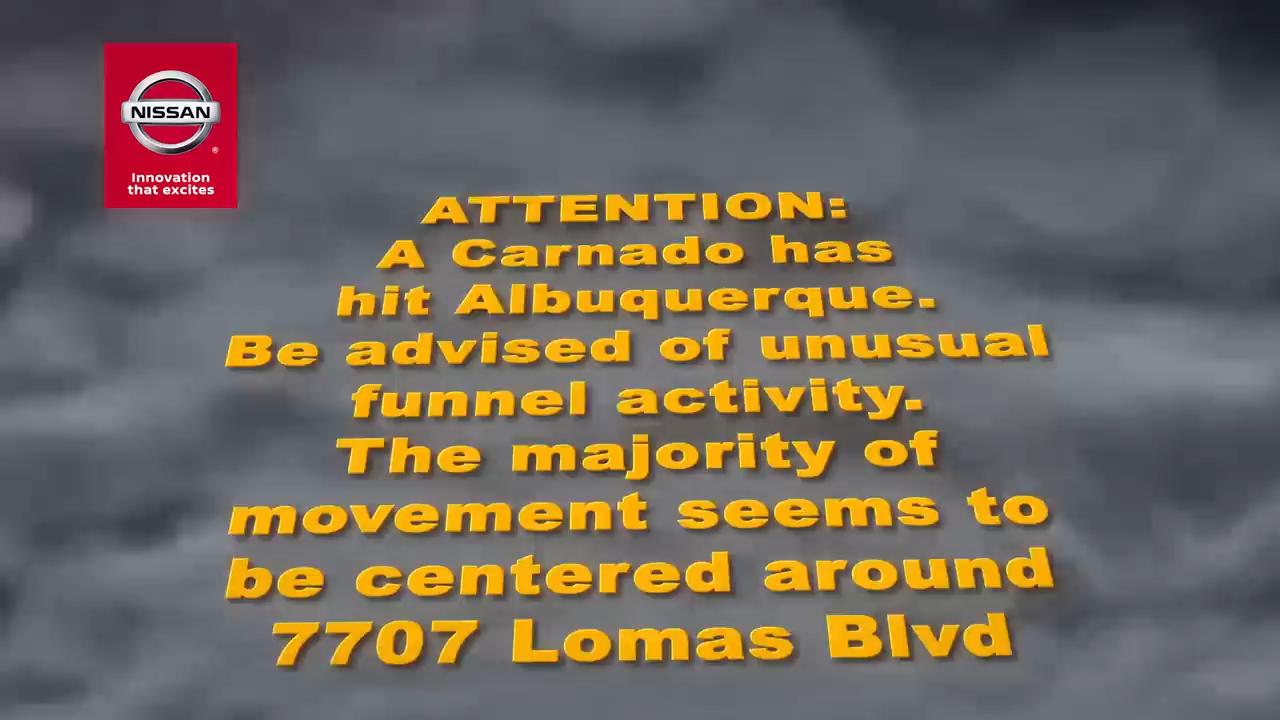 NISSAN
®
Innovation
that excites
ATTENTION:
A Carnado has
hit Albuquerque.
Be advised of unusual
funnel activity.
The majority of
movement seems to
be centered around
7707 Lomas Blvd